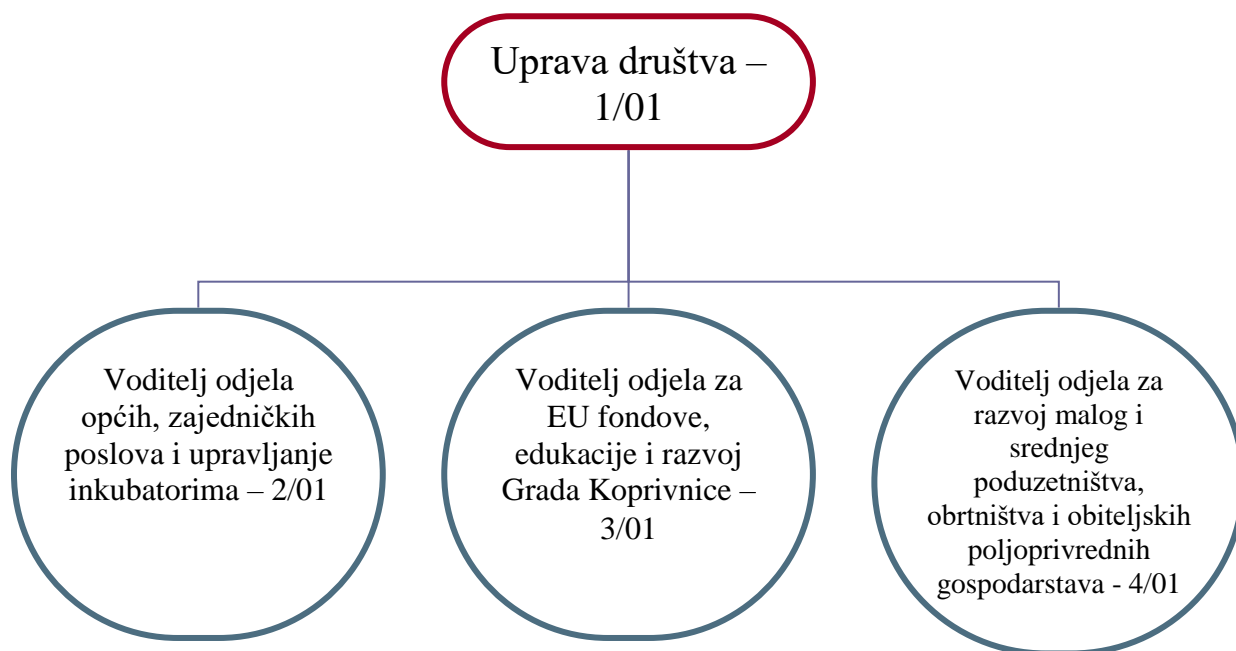 Uprava društva –
1/01
Voditelj odjela
općih, zajedničkih
poslova i upravljanje
inkubatorima – 2/01
Voditelj odjela za
EU fondove,
edukacije i razvoj
Grada Koprivnice –
3/01
Voditelj odjela za
razvoj malog i
srednjeg
poduzetništva,
obrtništva i obiteljskih
poljoprivrednih
gospodarstava - 4/01